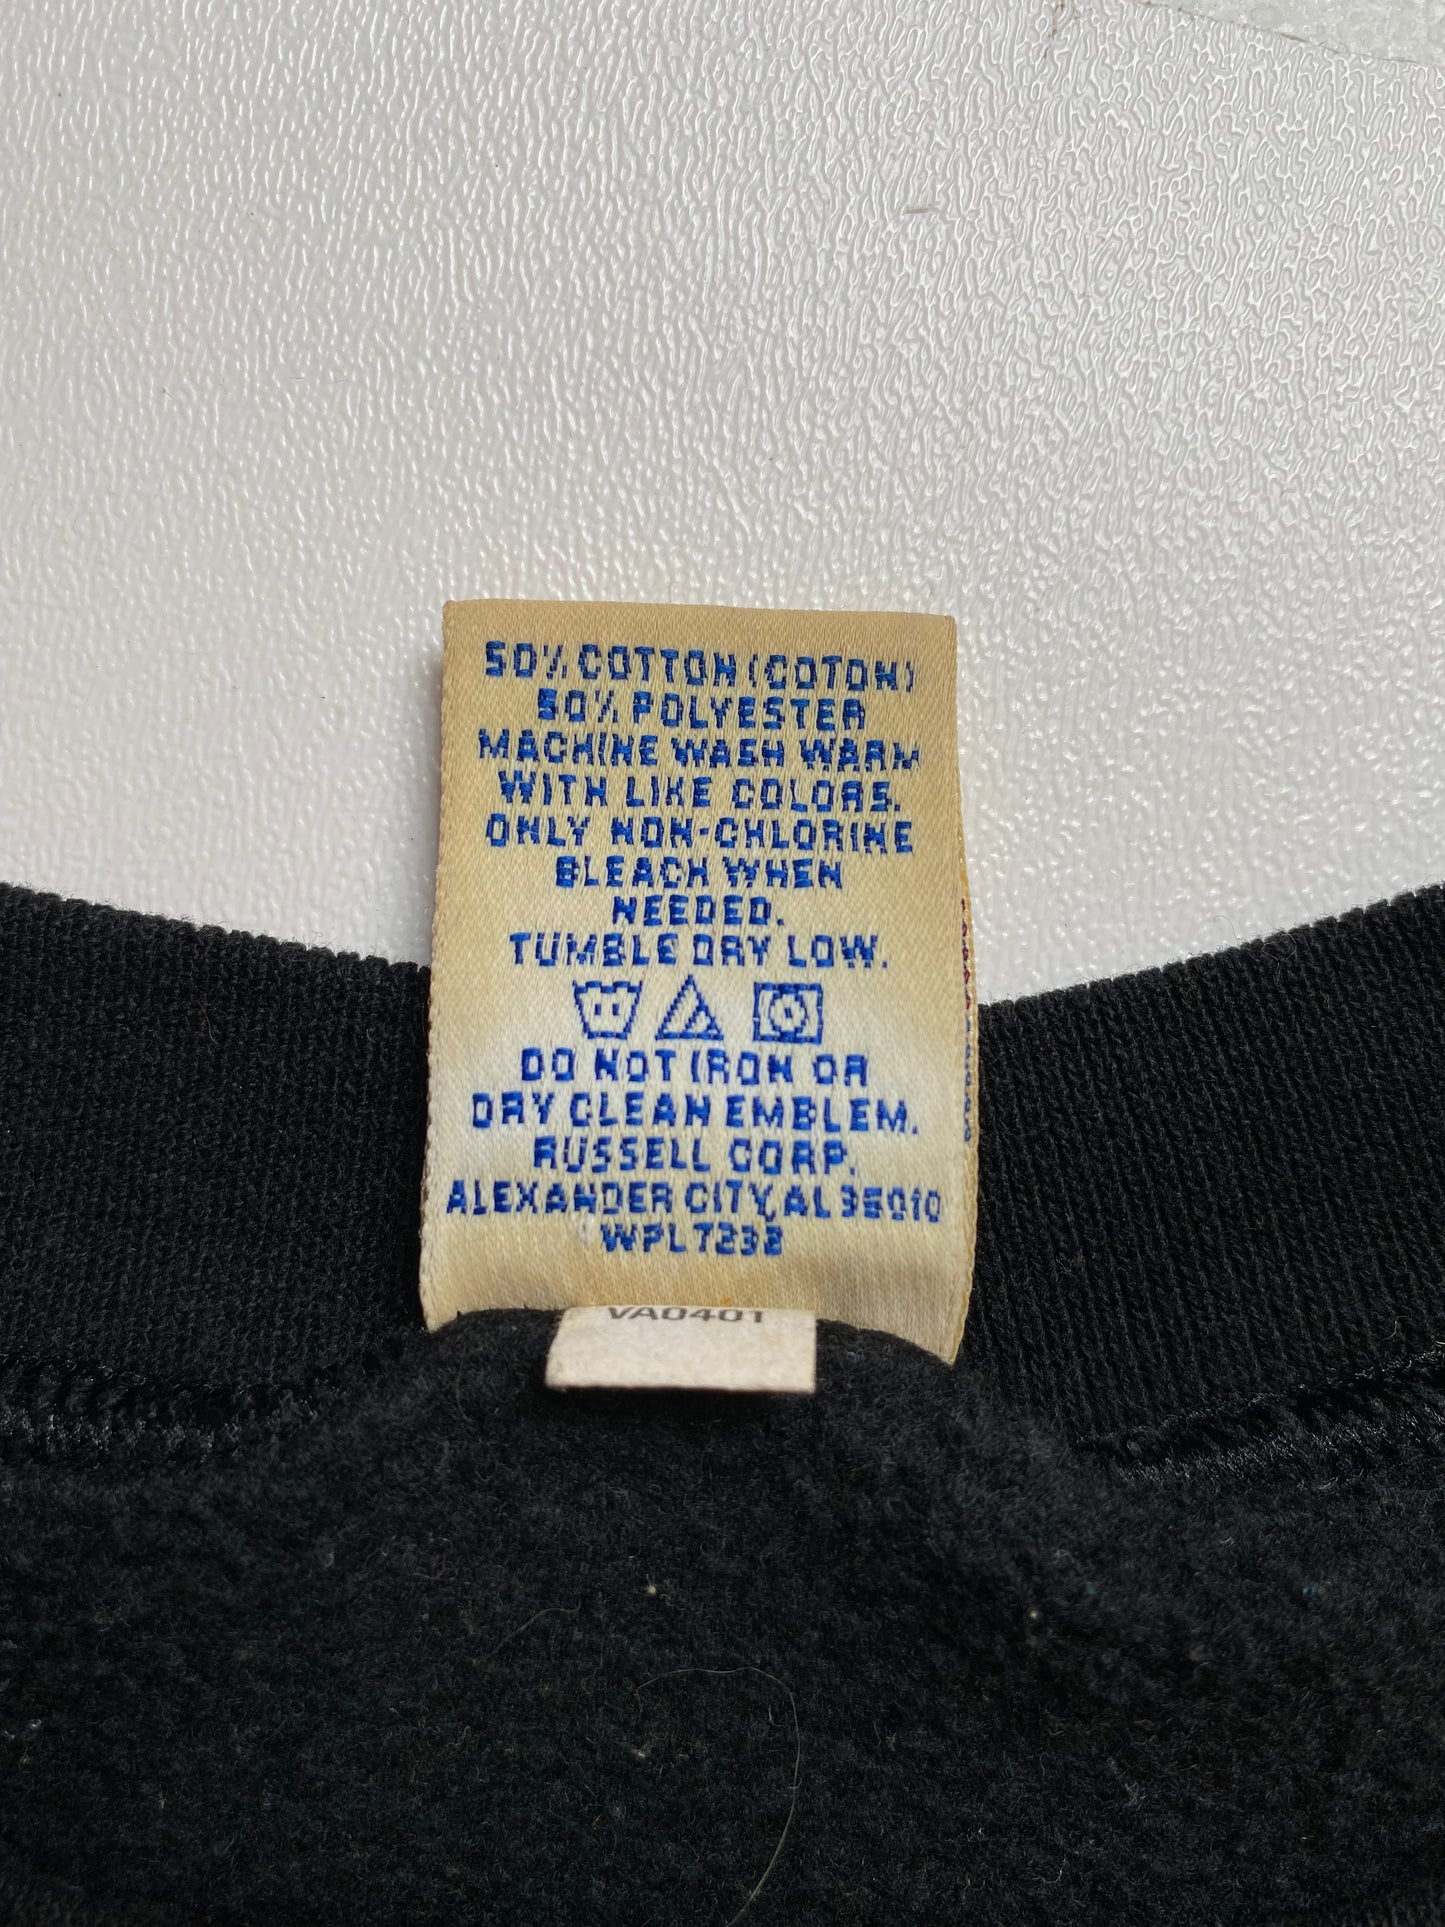 50% COTTON (COTON)
50% POLYESTER
MACHINE WASH WARM
WITH LIKE COLORS.
ONLY NON-CHLORINE
BLEACH WHEN
NEEDED.
TUMBLE DRY LOW.
DO NOT IRON OR
DRY CLEAN EMBLEM.
RUSSELL CORP.
ALEXANDER CITY, AL 35010
WPL 7232
VA0401